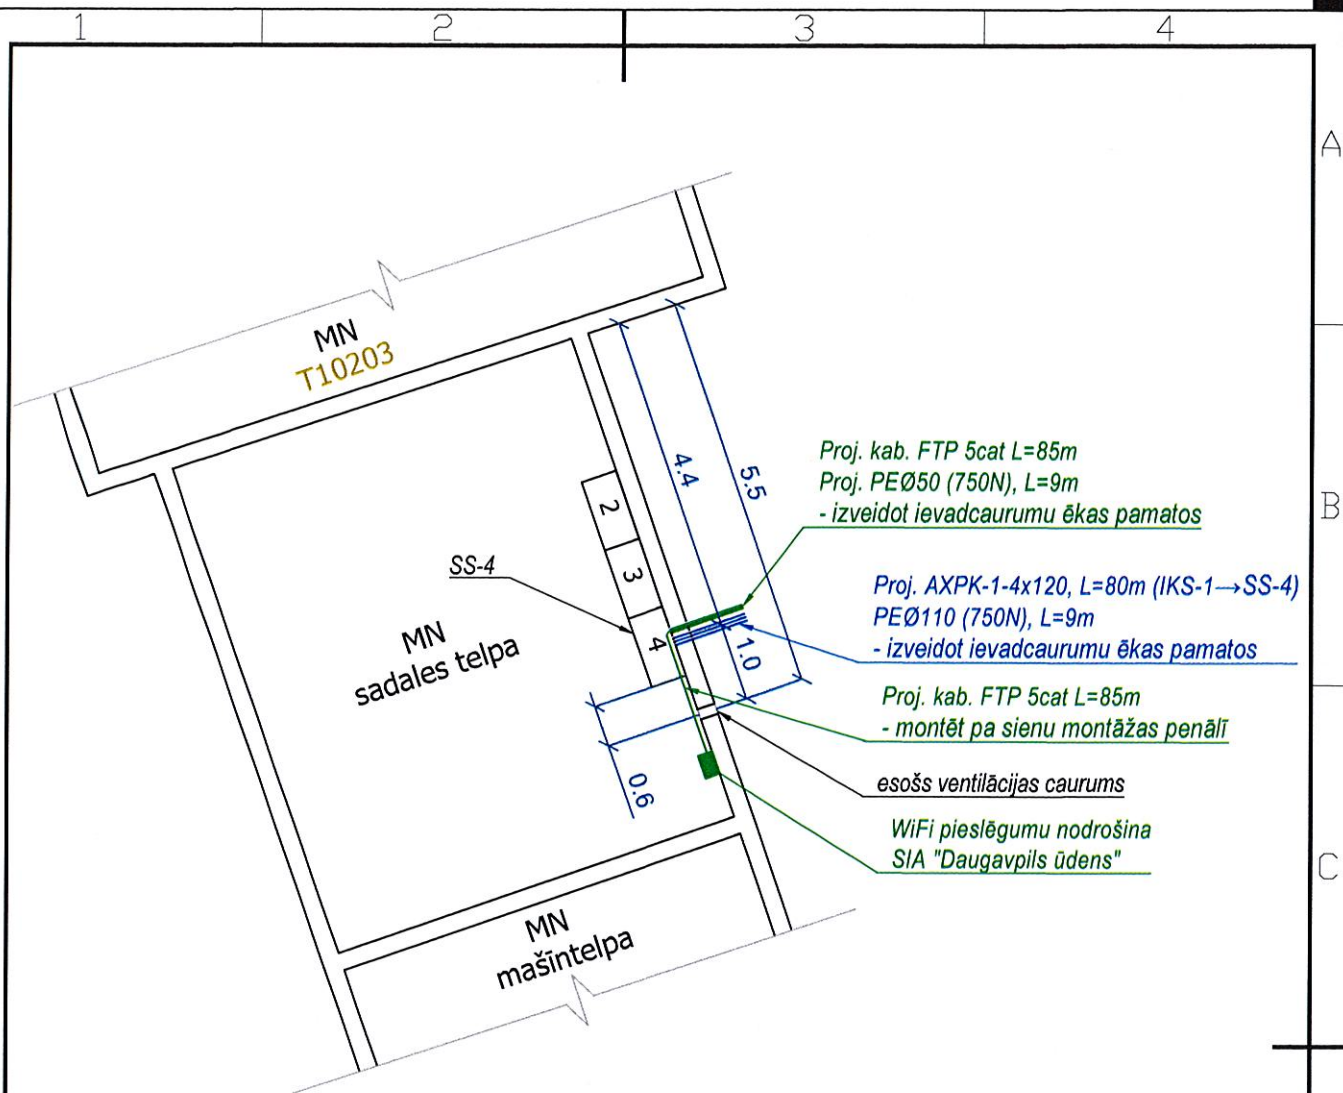 1 2 3 4
A
MN
T10203
4.4
5.5
Proj. kab. FTP 5cat L=85m
Proj. PEØ50 (750N), L=9m
- izveidot ievadcaurumu ēkas pamatos
B
2
3
4
SS-4
Proj. AXPK-1-4x120, L=80m (IKS-1→SS-4)
PEØ110 (750N), L=9m
- izveidot ievadcaurumu ēkas pamatos
MN
sadales telpa
1.0
Proj. kab. FTP 5cat L=85m
- montēt pa sienu montāžas penālī
0.6
esošs ventilācijas caurums
WiFi pieslēgumu nodrošina
SIA "Daugavpils ūdens"
C
MN
mašīntelpa